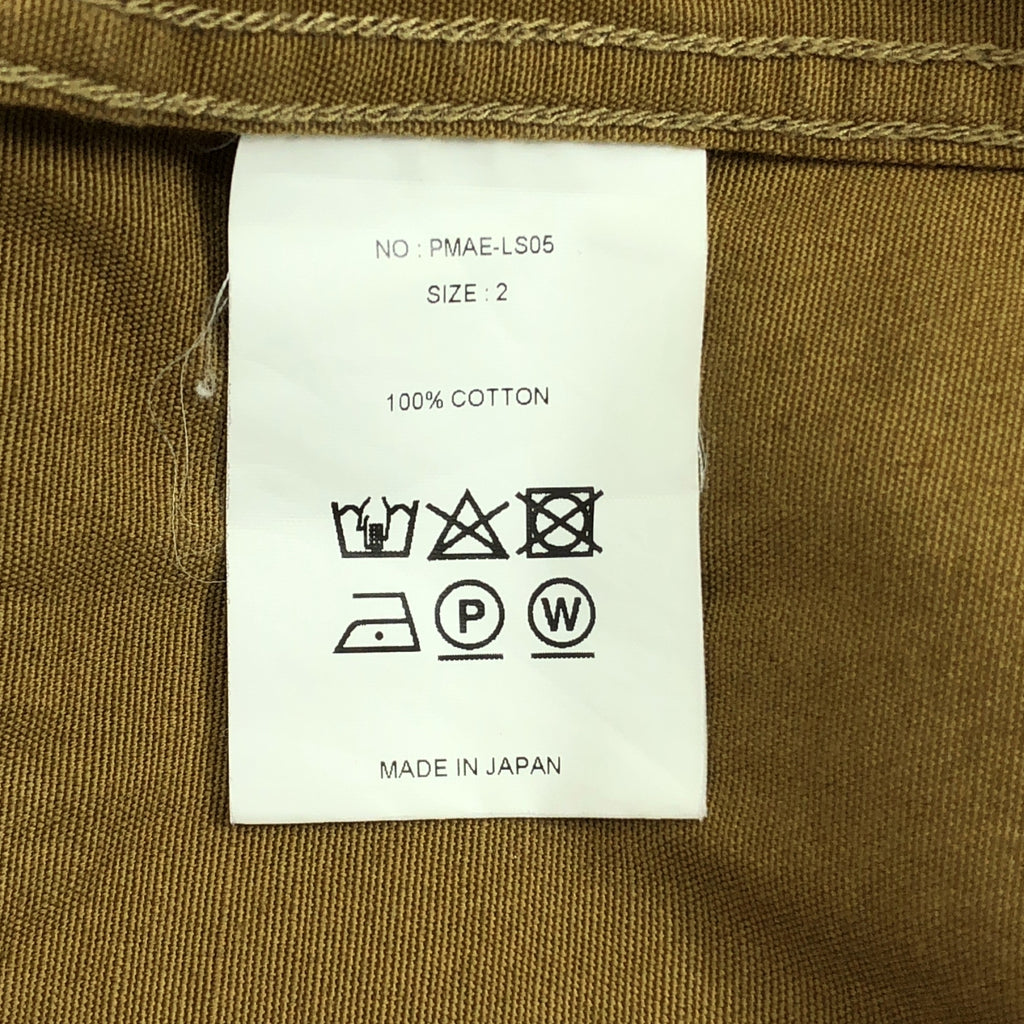 NO : PMAE-LS05
SIZE : 2
100% COTTON
P W
MADE IN JAPAN